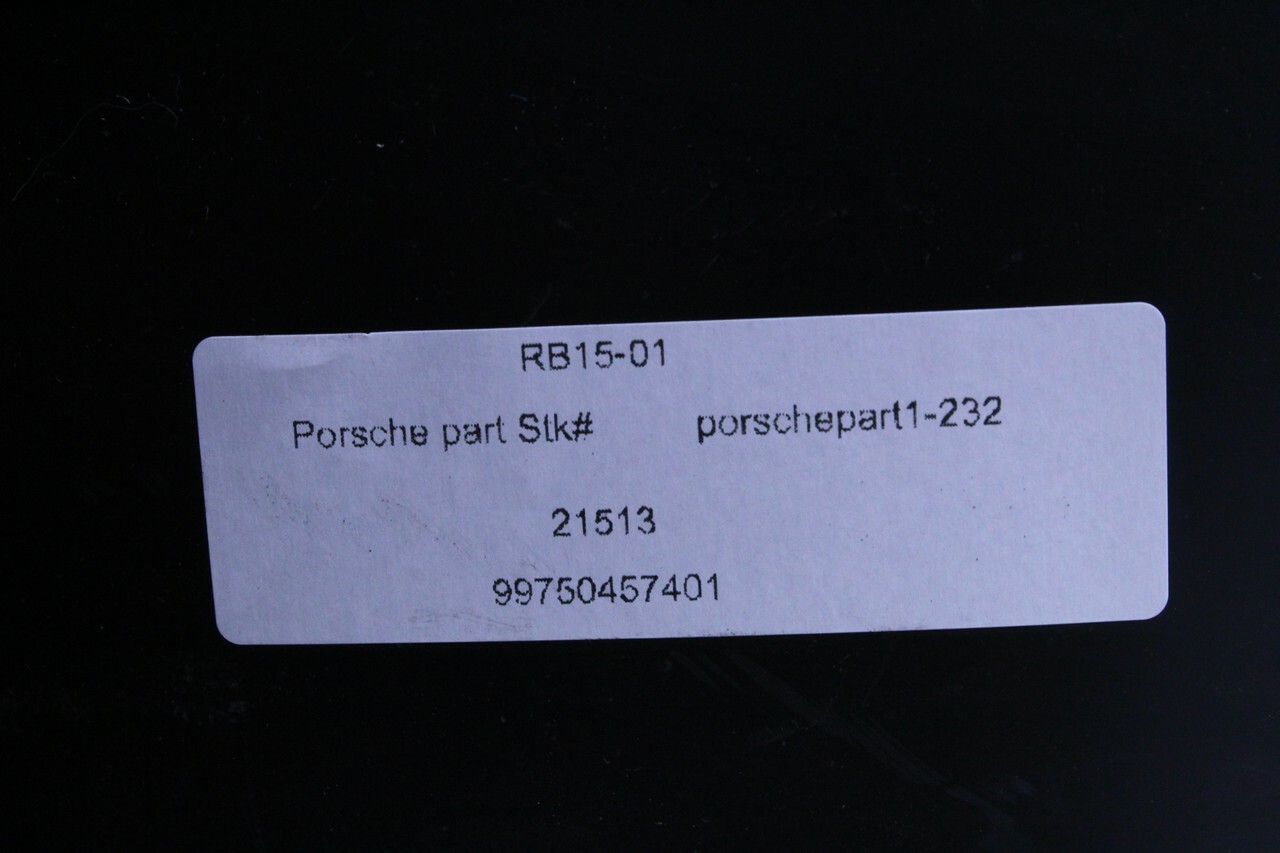 RB15-01
Porsche part Stk# porschepart1-232
21513
99750457401